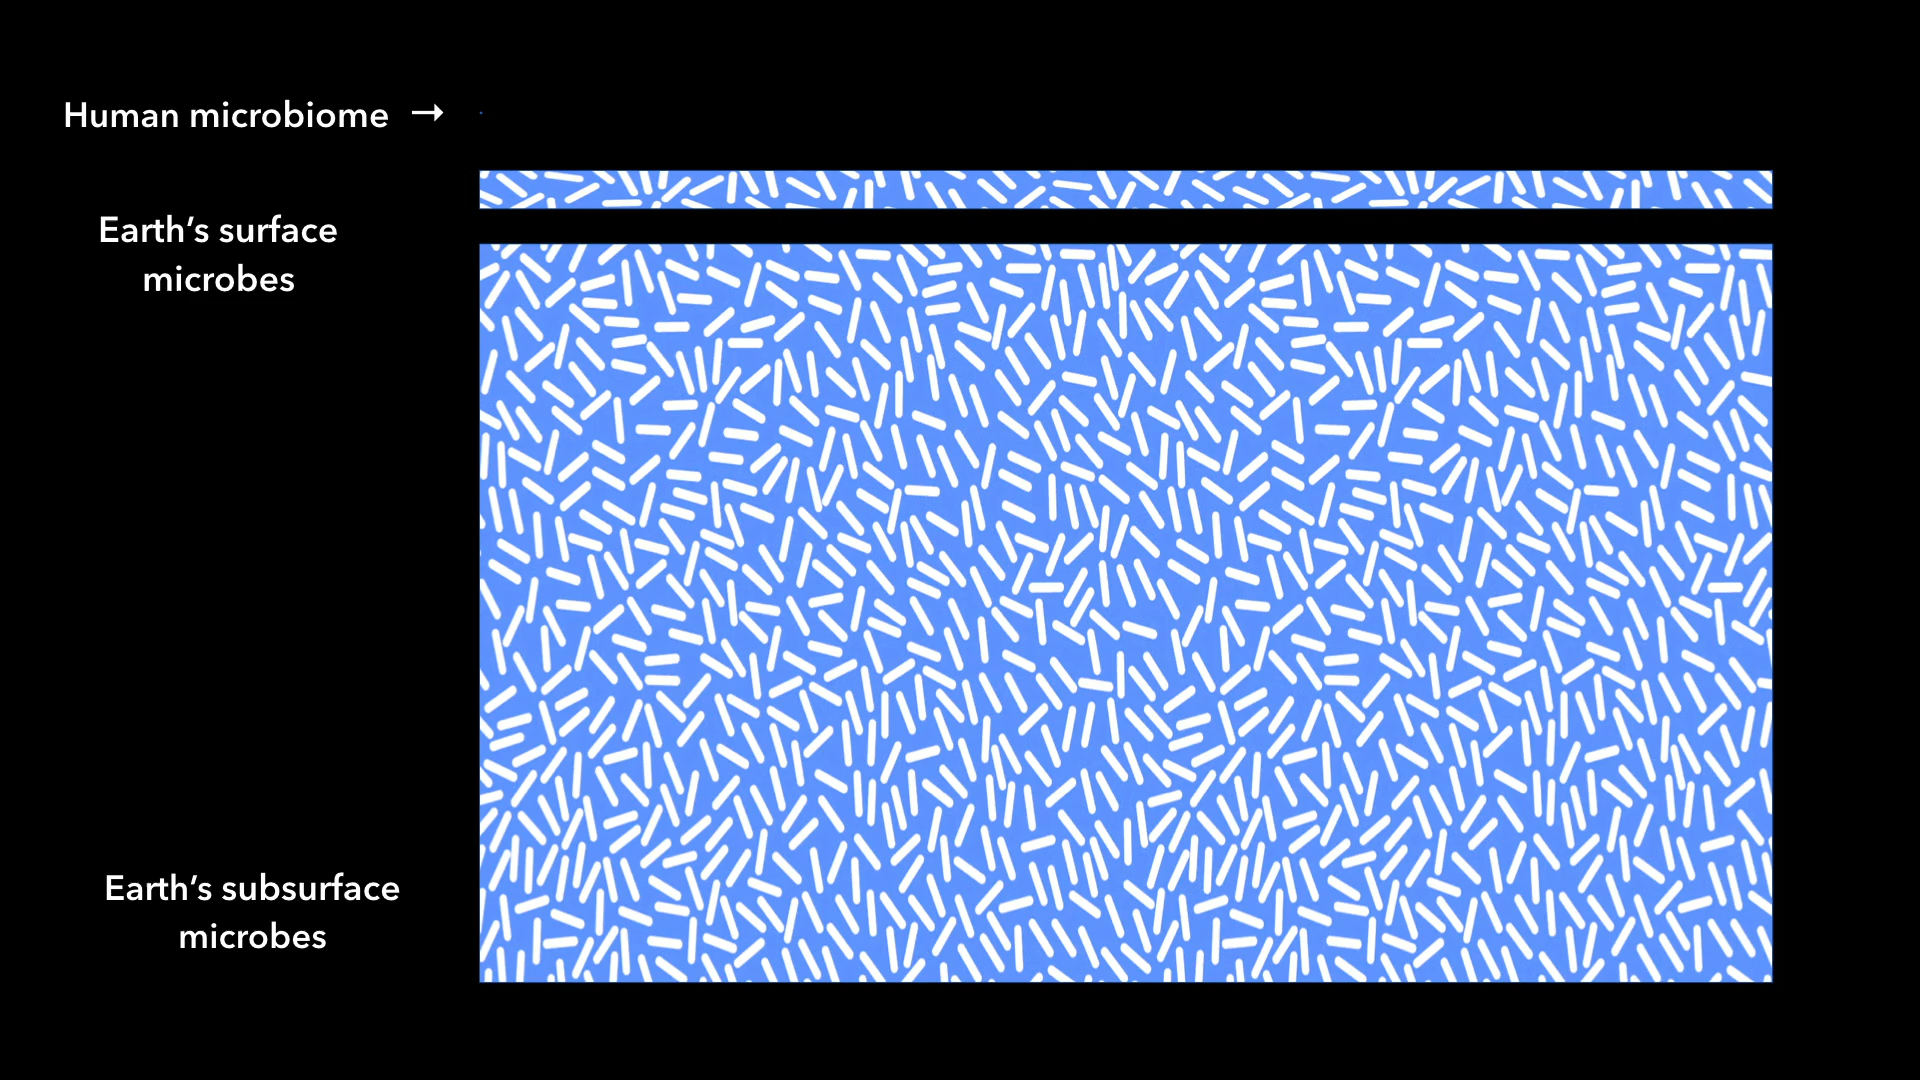 Human microbiome →
Earth’s surface
microbes
Earth’s subsurface
microbes